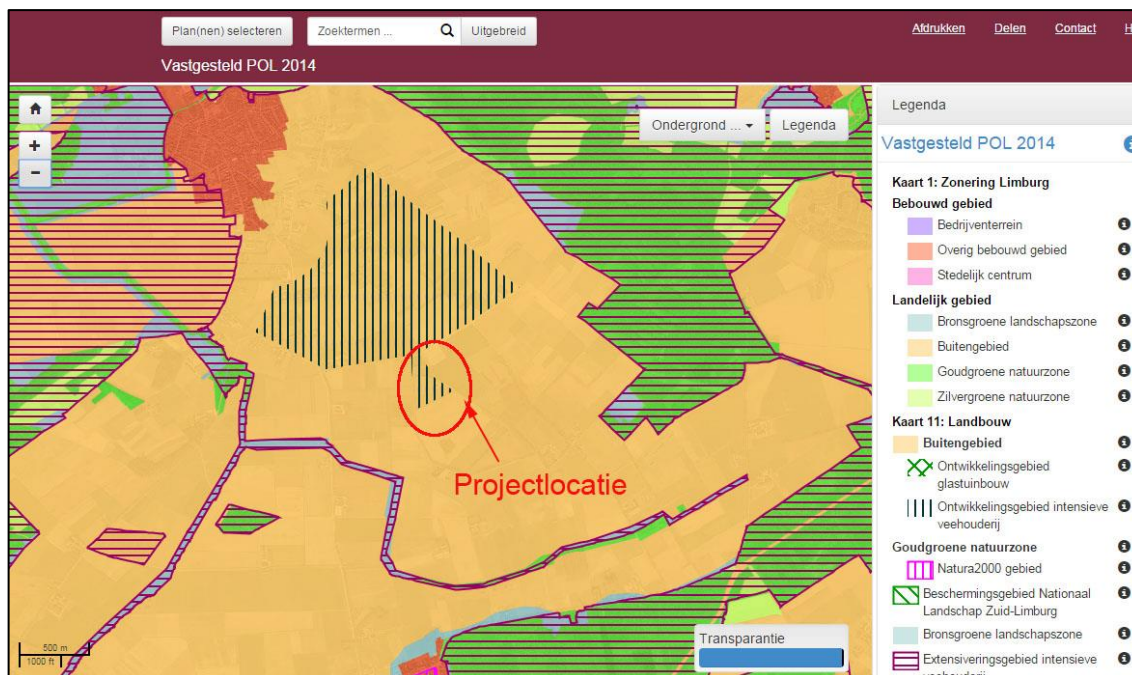 Plan(nen) selecteren
Zoektermen ...
Uitgebreid
Afdrukken
Delen
Contact
H
Vastgesteld POL 2014
Ondergrond ...
Legenda
+
−
Projectlocatie
500 m
1000 ft
Transparantie
Legenda
Vastgesteld POL 2014
Kaart 1: Zonering Limburg
Bebouwd gebied
Bedrijventerrein
Overig bebouwd gebied
Stedelijk centrum
Landelijk gebied
Bronsgroene landschapszone
Buitengebied
Goudgroene natuurzone
Zilvergroene natuurzone
Kaart 11: Landbouw
Buitengebied
Ontwikkelingsgebied
glastuinbouw
Ontwikkelingsgebied intensieve
veehouderij
Goudgroene natuurzone
Natura2000 gebied
Beschermingsgebied Nationaal
Landschap Zuid-Limburg
Bronsgroene landschapszone
Extensiveringsgebied intensieve
veehouderij